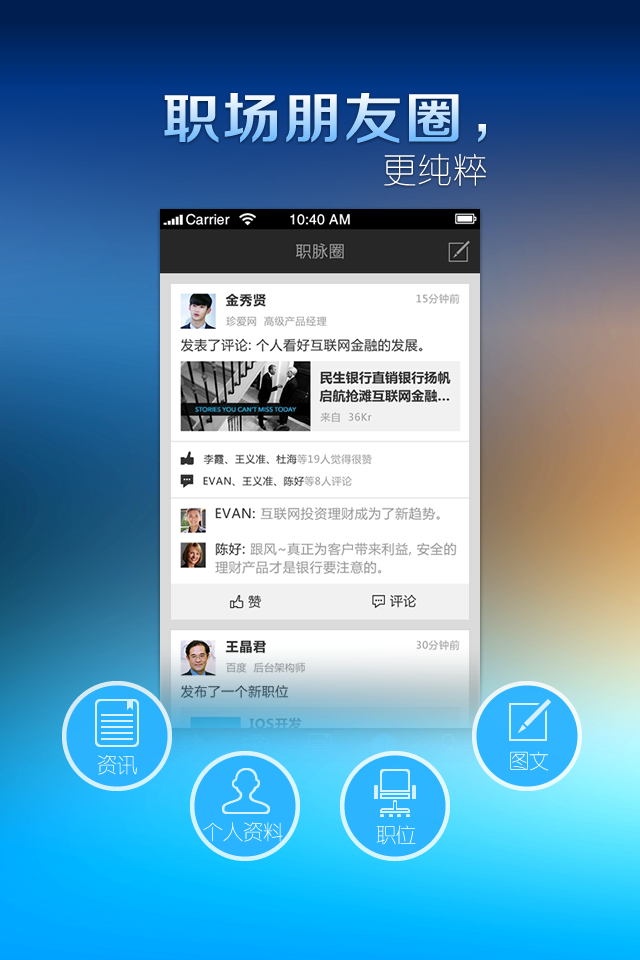 职场朋友圈，
更纯粹
Carrier 10:40 AM
职脉圈
金秀贤 15分钟前
珍爱网 高级产品经理
发表了评论: 个人看好互联网金融的发展。
STORIES YOU CAN'T MISS TODAY
民生银行直销银行扬帆
启航抢滩互联网金融...
来自 36Kr
李霞、王义准、杜海等19人觉得很赞
EVAN、王义准、陈好等8人评论
EVAN: 互联网投资理财成为了新趋势。
陈好: 跟风~真正为客户带来利益, 安全的
理财产品才是银行要注意的。
赞 评论
王晶君 30分钟前
百度 后台架构师
发布了一个新职位
IOS开发
资讯
个人资料
职位
图文